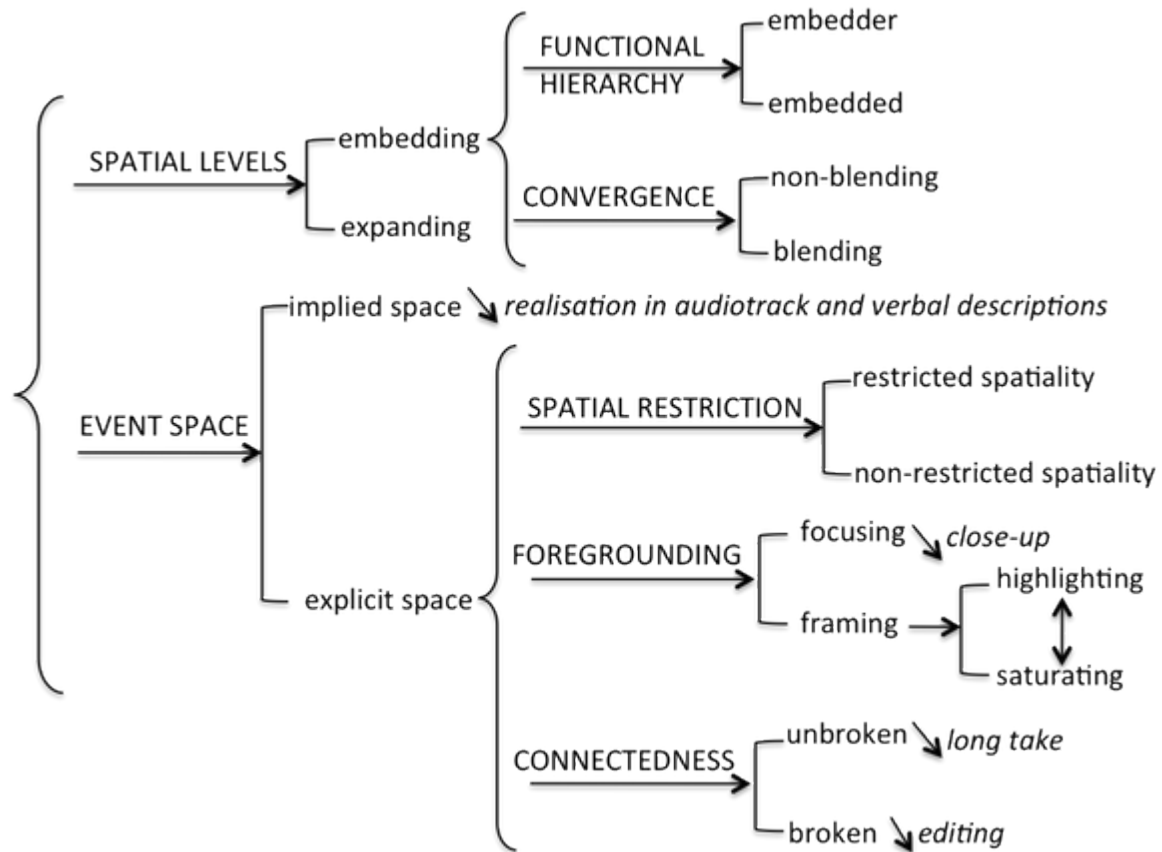 embedder
FUNCTIONAL
HIERARCHY
embedded
embedding
SPATIAL LEVELS
non-blending
CONVERGENCE
expanding
blending
implied space
realisation in audiotrack and verbal descriptions
restricted spatiality
SPATIAL RESTRICTION
EVENT SPACE
non-restricted spatiality
focusing
close-up
FOREGROUNDING
highlighting
explicit space
framing
saturating
unbroken
long take
CONNECTEDNESS
broken
editing